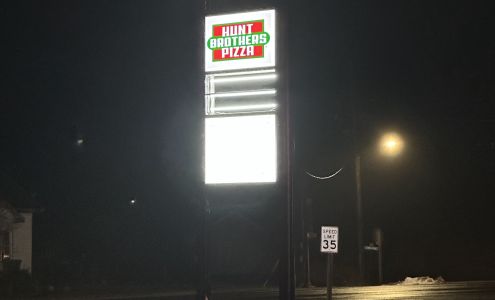 HUNT
BROTHERS
PIZZA
SPEED
LIMIT
35